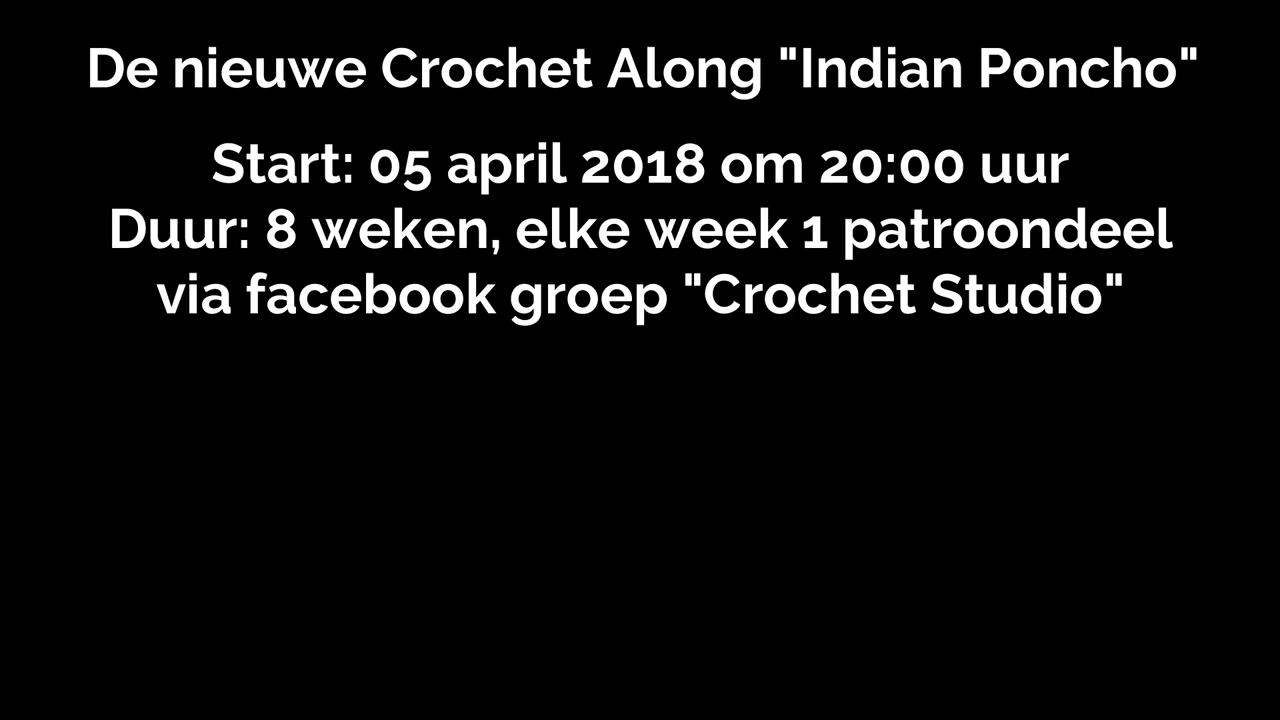 De nieuwe Crochet Along "Indian Poncho"
Start: 05 april 2018 om 20:00 uur
Duur: 8 weken, elke week 1 patroondeel
via facebook groep "Crochet Studio"